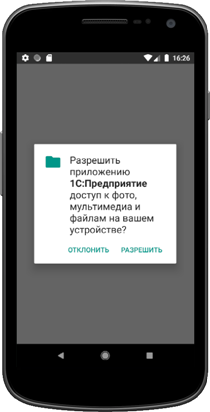 16:26
Разрешить
приложению
1С:Предприятие
доступ к фото,
мультимедиа и
файлам на вашем
устройстве?
ОТКЛОНИТЬ РАЗРЕШИТЬ